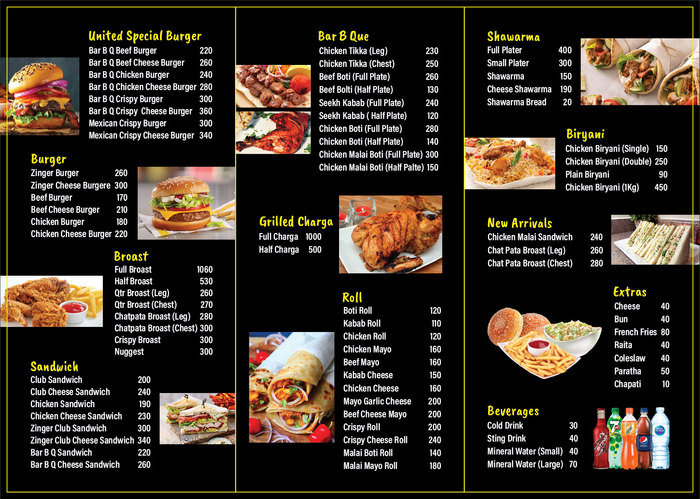 United Special Burger
Bar B Q Beef Burger 220
Bar B Q Beef Cheese Burger 260
Bar B Q Chicken Burger 240
Bar B Q Chicken Cheese Burger 280
Bar B Q Crispy Burger 300
Bar B Q Crispy Cheese Burger 360
Mexican Crispy Burger 300
Mexican Crispy Cheese Burger 340
Burger
Zinger Burger 260
Zinger Cheese Burgere 300
Beef Burger 170
Beef Cheese Burger 210
Chicken Burger 180
Chicken Cheese Burger 220
Broast
Full Broast 1060
Half Broast 530
Qtr Broast (Leg) 260
Qtr Broast (Chest) 270
Chatpata Broast (Leg) 280
Chatpata Broast (Chest) 300
Crispy Broast 300
Nuggest 300
Sandwich
Club Sandwich 200
Club Cheese Sandwich 240
Chicken Sandwich 190
Chicken Cheese Sandwich 230
Zinger Club Sandwich 300
Zinger Club Cheese Sandwich 340
Bar B Q Sandwich 220
Bar B Q Cheese Sandwich 260
Bar B Que
Chicken Tikka (Leg) 230
Chicken Tikka (Chest) 250
Beef Boti (Full Plate) 260
Beef Bolti (Half Plate) 130
Seekh Kabab (Full Plate) 240
Seekh Kabab ( Half Plate) 120
Chicken Boti (Full Plate) 280
Chicken Boti (Half Plate) 140
Chicken Malai Boti (Full Plate) 300
Chicken Malai Boti (Half Palte) 150
Grilled Charga
Full Charga 1000
Half Charga 500
Roll
Boti Roll 120
Kabab Roll 110
Chicken Roll 120
Chicken Mayo 160
Beef Mayo 160
Kabab Cheese 150
Chicken Cheese 160
Mayo Garlic Cheese 200
Beef Cheese Mayo 200
Crispy Roll 200
Crispy Cheese Roll 240
Malai Boti Roll 140
Malai Mayo Roll 180
Shawarma
Full Plater 400
Small Plater 300
Shawarma 150
Cheese Shawarma 190
Shawarma Bread 20
Biryani
Chicken Biryani (Single) 150
Chicken Biryani (Double) 250
Plain Biryani 90
Chicken Biryani (1Kg) 450
New Arrivals
Chicken Malai Sandwich 240
Chat Pata Broast (Leg) 260
Chat Pata Broast (Chest) 280
Extras
Cheese 40
Bun 40
French Fries 80
Raita 40
Coleslaw 40
Paratha 50
Chapati 10
Beverages
Cold Drink 30
Sting Drink 40
Mineral Water (Small) 40
Mineral Water (Large) 70